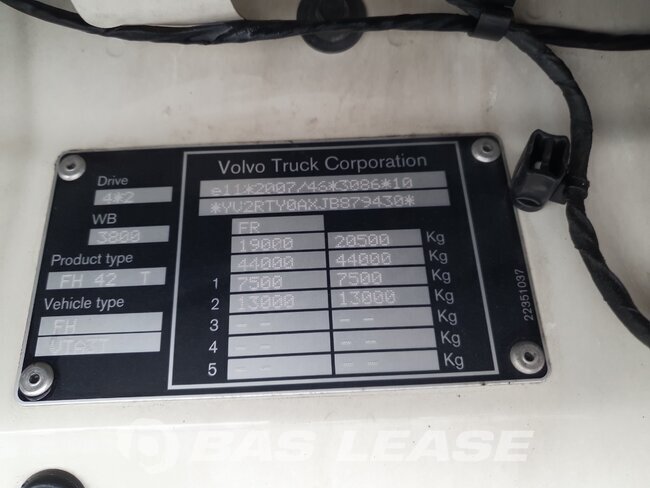 Volvo Truck Corporation
e11*2007/46*3086*10
*YV2RTY0AXJB879430*
Drive
4*2
WB
3800
Product type
FH 42 T
Vehicle type
FH
VTA3T
FR
19000 20500 Kg
44000 44000 Kg
1 7500 7500 Kg
2 13000 13000 Kg
3 -- -- Kg
4 -- -- Kg
5 -- -- Kg
22351037
BAS LEASE